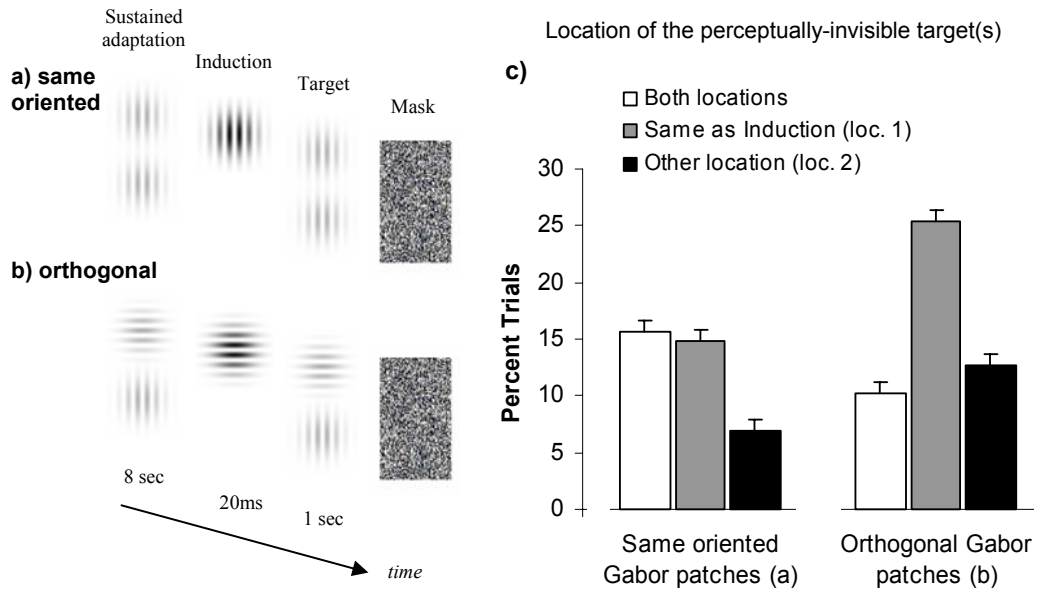 Sustained
adaptation
Induction
Target
Mask
a) same
oriented
b) orthogonal
8 sec
20ms
1 sec
time
Location of the perceptually-invisible target(s)
c)
Both locations
Same as Induction (loc. 1)
Other location (loc. 2)
Percent Trials
30
25
20
15
10
5
0
Same oriented
Gabor patches (a)
Orthogonal Gabor
patches (b)